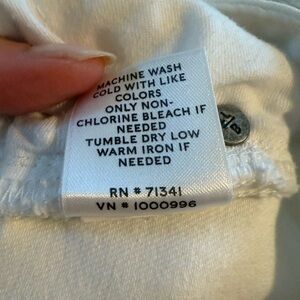 MACHINE WASH
COLD WITH LIKE
COLORS
ONLY NON-
CHLORINE BLEACH IF
NEEDED
TUMBLE DRY LOW
WARM IRON IF
NEEDED
RN # 71341
VN # 1000996